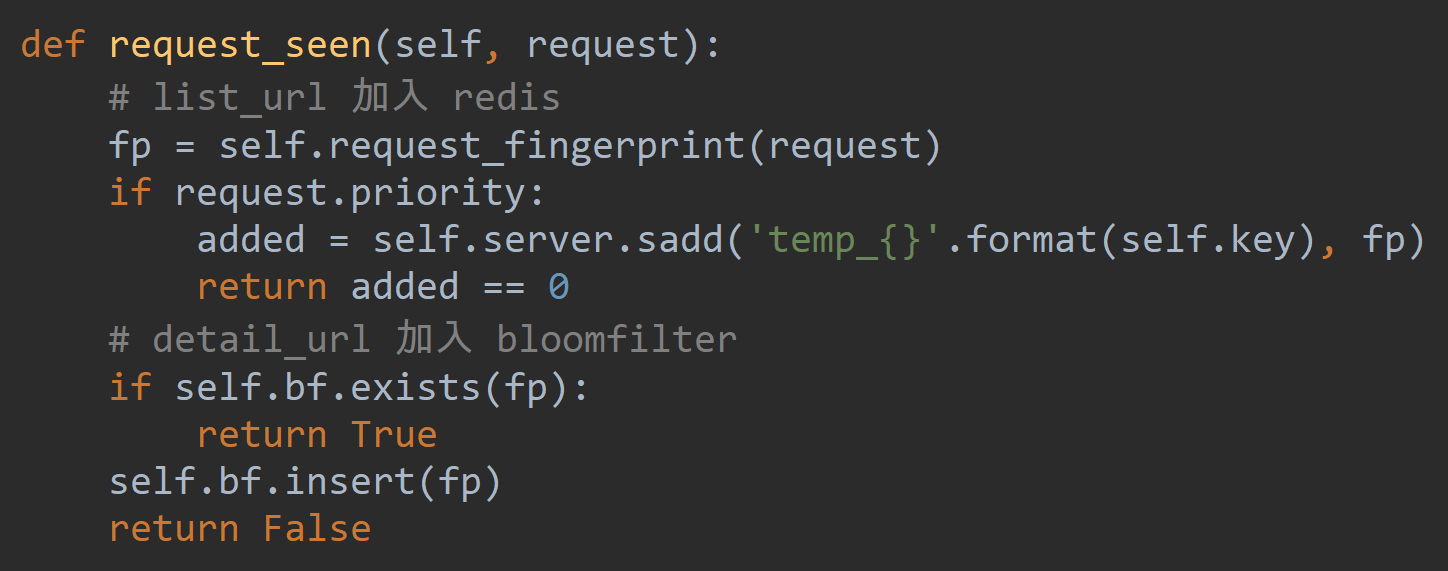 def request_seen(self, request):
    # list_url 加入 redis
    fp = self.request_fingerprint(request)
    if request.priority:
        added = self.server.sadd('temp_{}'.format(self.key), fp)
        return added == 0
    # detail_url 加入 bloomfilter
    if self.bf.exists(fp):
        return True
    self.bf.insert(fp)
    return False